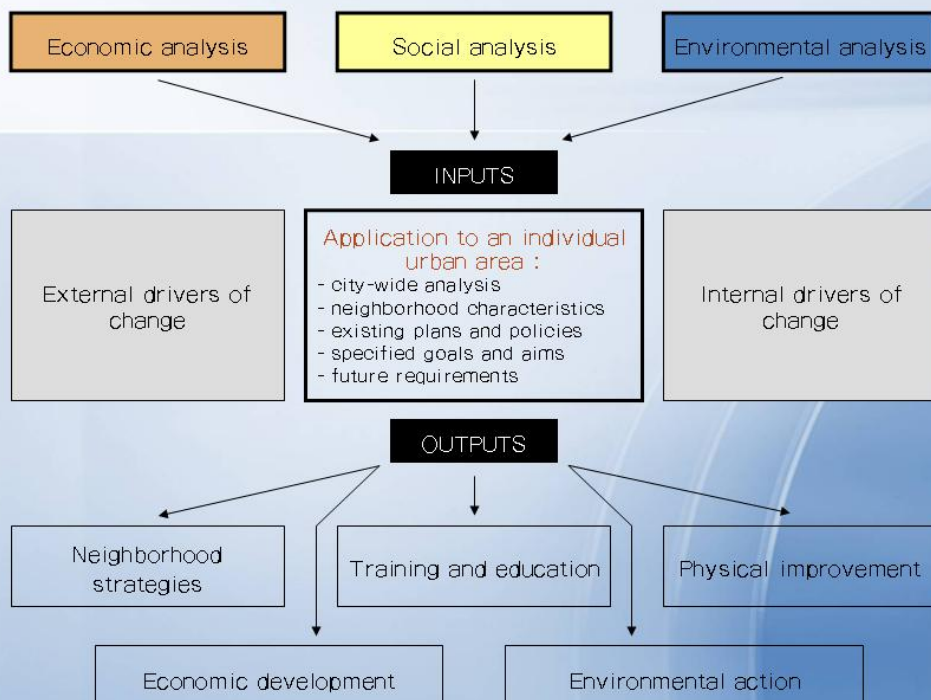 Economic analysis
Social analysis
Environmental analysis
INPUTS
External drivers of
change
Application to an individual
urban area :
- city-wide analysis
- neighborhood characteristics
- existing plans and policies
- specified goals and aims
- future requirements
Internal drivers of
change
OUTPUTS
Neighborhood
strategies
Training and education
Physical improvement
Economic development
Environmental action